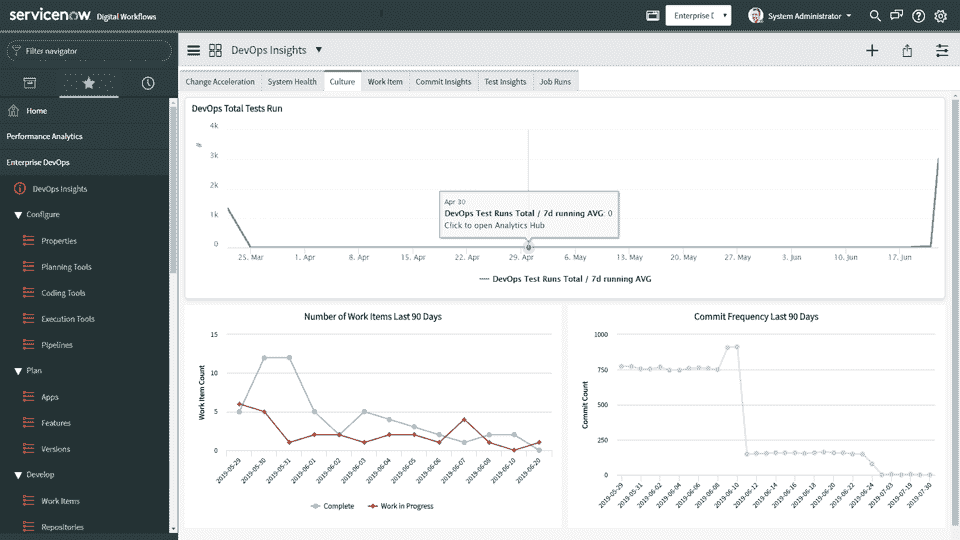 servicenow Digital Workflows
Enterprise D
System Administrator
Filter navigator
Home
Performance Analytics
Enterprise DevOps
DevOps Insights
Configure
Properties
Planning Tools
Coding Tools
Execution Tools
Pipelines
Plan
Apps
Features
Versions
Develop
Work Items
Repositories
DevOps Insights
Change Acceleration
System Health
Culture
Work Item
Commit Insights
Test Insights
Job Runs
DevOps Total Tests Run
#
4k
3k
2k
1k
0
Apr 30
DevOps Test Runs Total / 7d running AVG: 0
Click to open Analytics Hub
25. Mar
1. Apr
8. Apr
15. Apr
22. Apr
29. Apr
6. May
13. May
20. May
27. May
3. Jun
10. Jun
17. Jun
DevOps Test Runs Total / 7d running AVG
Number of Work Items Last 90 Days
Work Item Count
15
10
5
0
2019-05-29
2019-05-30
2019-05-31
2019-06-01
2019-06-02
2019-06-03
2019-06-04
2019-06-05
2019-06-06
2019-06-07
2019-06-08
2019-06-10
2019-06-20
Complete
Work in Progress
Commit Frequency Last 90 Days
Commit Count
1000
750
500
250
0
2019-05-29
2019-05-31
2019-06-02
2019-06-04
2019-06-06
2019-06-08
2019-06-10
2019-06-12
2019-06-14
2019-06-16
2019-06-18
2019-06-20
2019-06-22
2019-06-24
2019-07-03
2019-07-19
2019-07-30